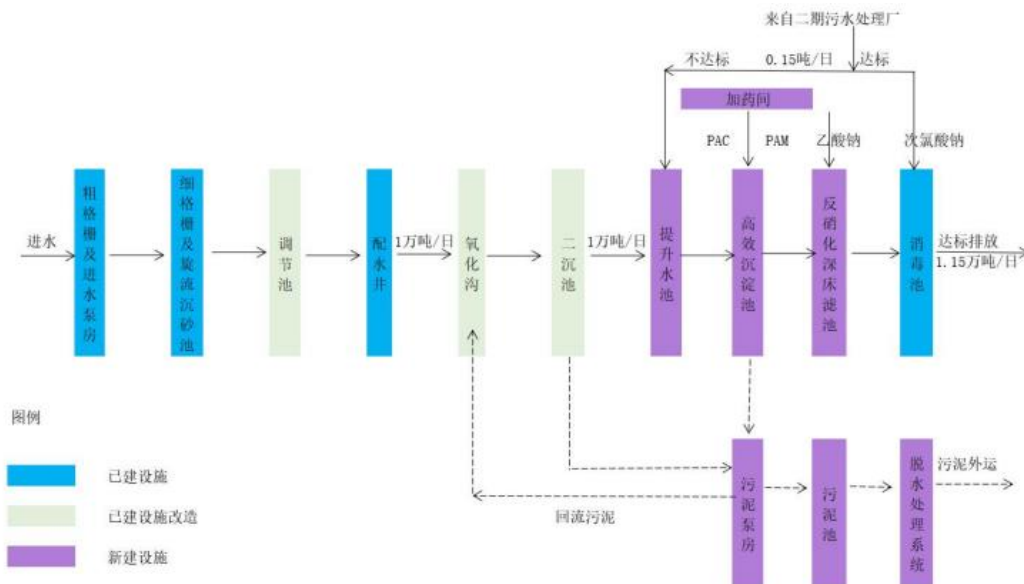 来自二期污水处理厂
不达标 0.15吨/日 达标
加药间
PAC PAM 乙酸钠 次氯酸钠
进水
粗格栅及进水泵房
细格栅及旋流沉砂池
调节池
配水井
1万吨/日
氧化沟
二沉池
1万吨/日
提升水池
高效沉淀池
反硝化深床滤池
消毒池
达标排放
1.15万吨/日
图例
已建设施
已建设施改造
新建设施
回流污泥
污泥泵房
污泥池
脱水处理系统
污泥外运